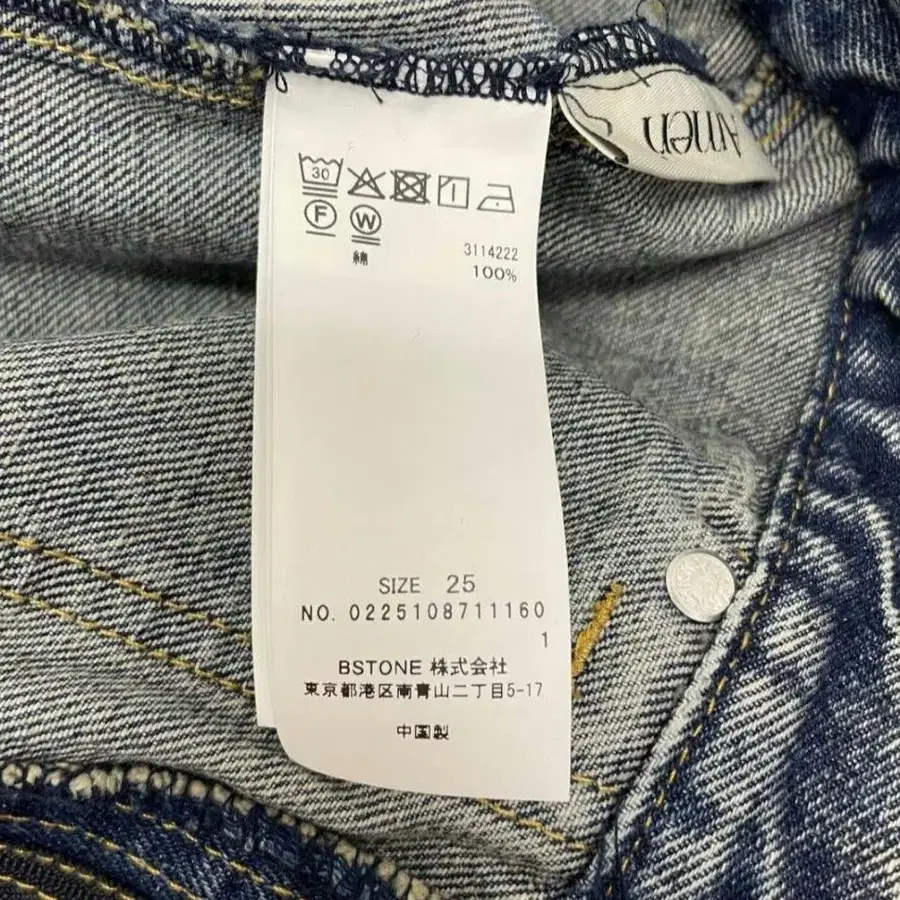 Amen
30
F W
3114222
綿 100%
SIZE 25
NO. 0225108711160
1
BSTONE 株式会社
東京都港区南青山二丁目5-17
中国製